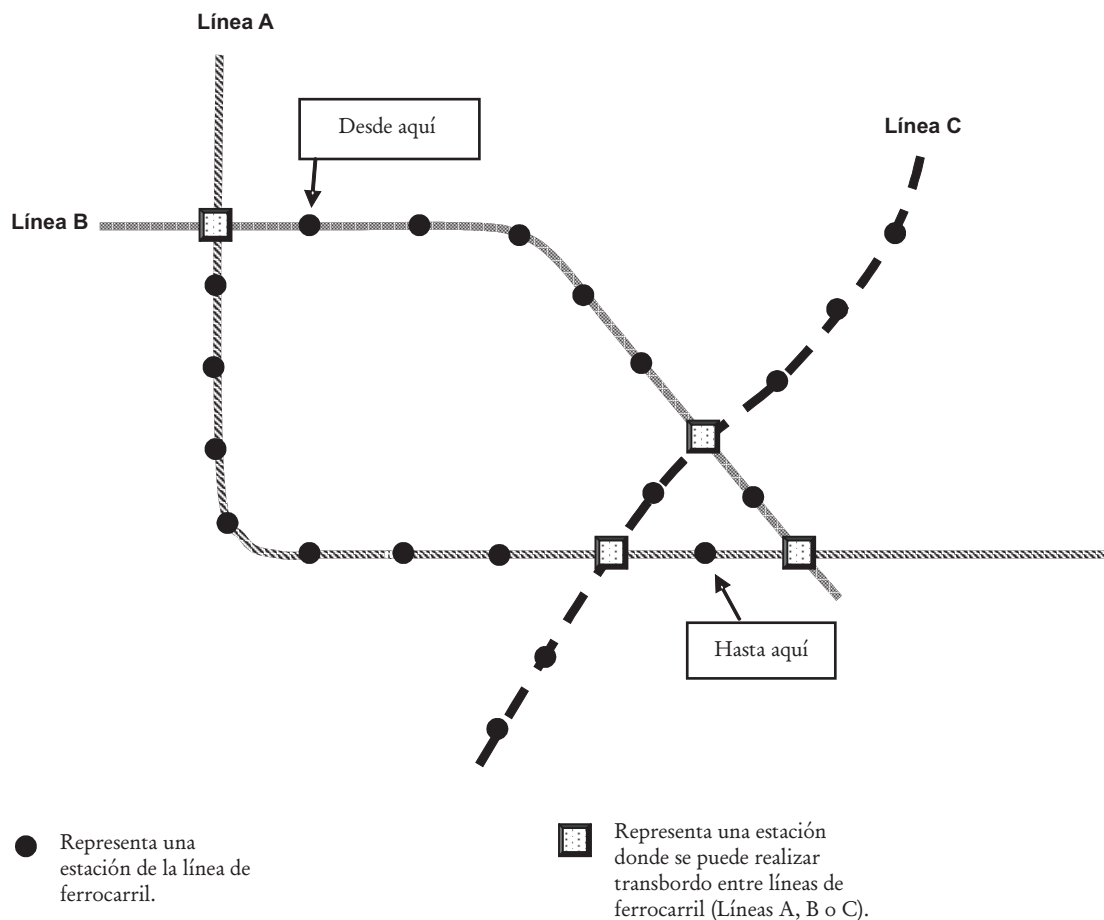 Línea A
Desde aquí
Línea C
Línea B
Hasta aquí
Representa una
estación de la línea de
ferrocarril.
Representa una estación
donde se puede realizar
transbordo entre líneas de
ferrocarril (Líneas A, B o C).